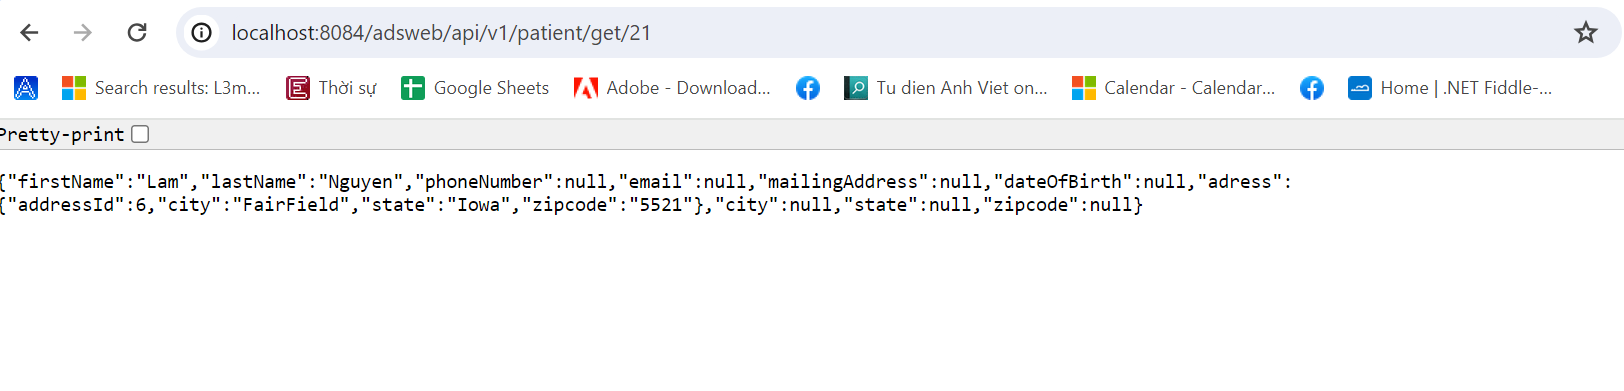 localhost:8084/adsweb/api/v1/patient/get/21
Search results: L3m... Thời sự Google Sheets Adobe - Download... Tu dien Anh Viet on... Calendar - Calendar... Home | .NET Fiddle-...
Pretty-print
{"firstName":"Lam","lastName":"Nguyen","phoneNumber":null,"email":null,"mailingAddress":null,"dateOfBirth":null,"adress":
{"addressId":6,"city":"FairField","state":"Iowa","zipcode":"5521"},"city":null,"state":null,"zipcode":null}